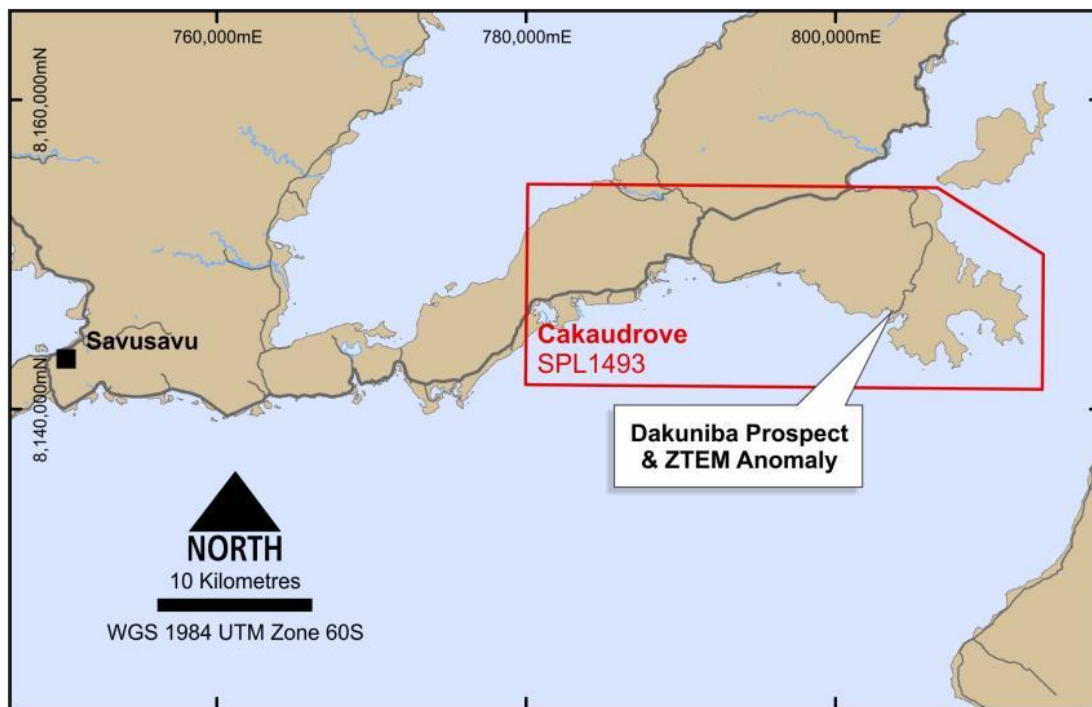 760,000mE
780,000mE
800,000mE
8,160,000mN
Savusavu
Cakaudrove
SPL1493
8,140,000mN
Dakuniba Prospect
& ZTEM Anomaly
NORTH
10 Kilometres
WGS 1984 UTM Zone 60S